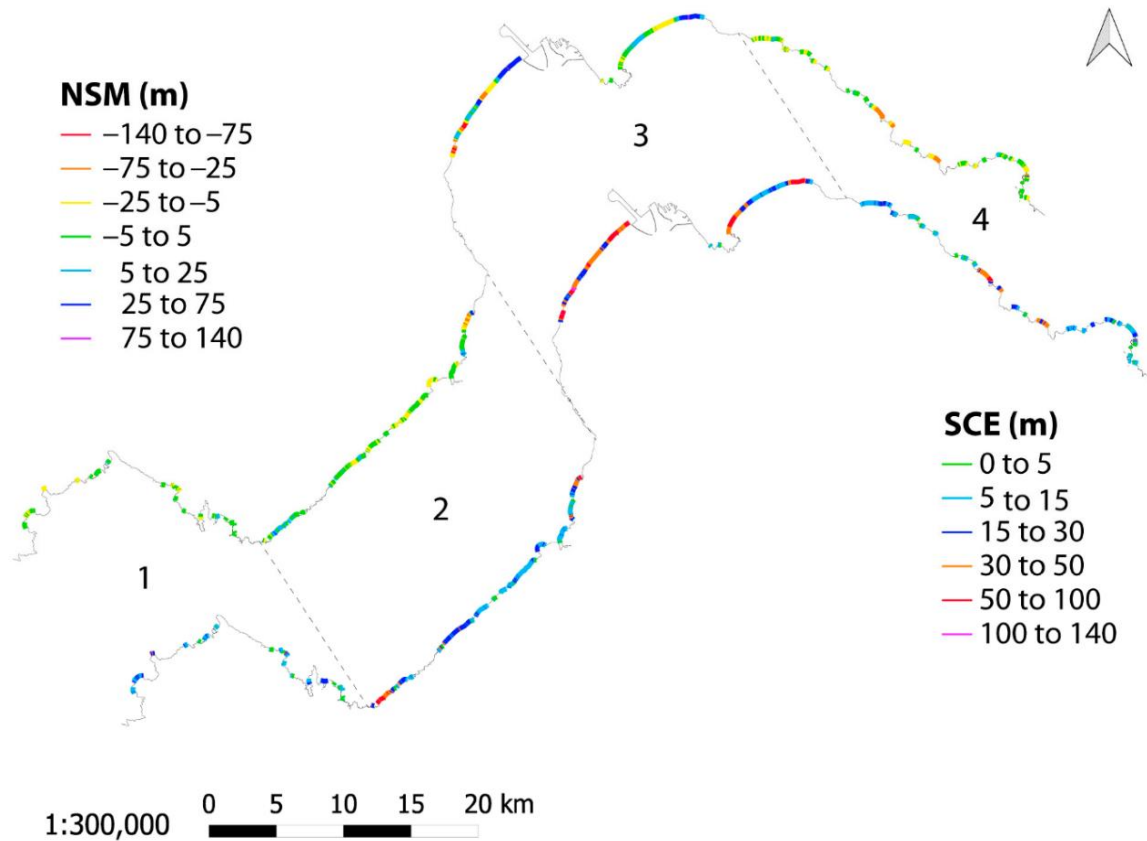 NSM (m)
−140 to −75
−75 to −25
−25 to −5
−5 to 5
5 to 25
25 to 75
75 to 140
3
4
2
1
SCE (m)
0 to 5
5 to 15
15 to 30
30 to 50
50 to 100
100 to 140
0 5 10 15 20 km
1:300,000